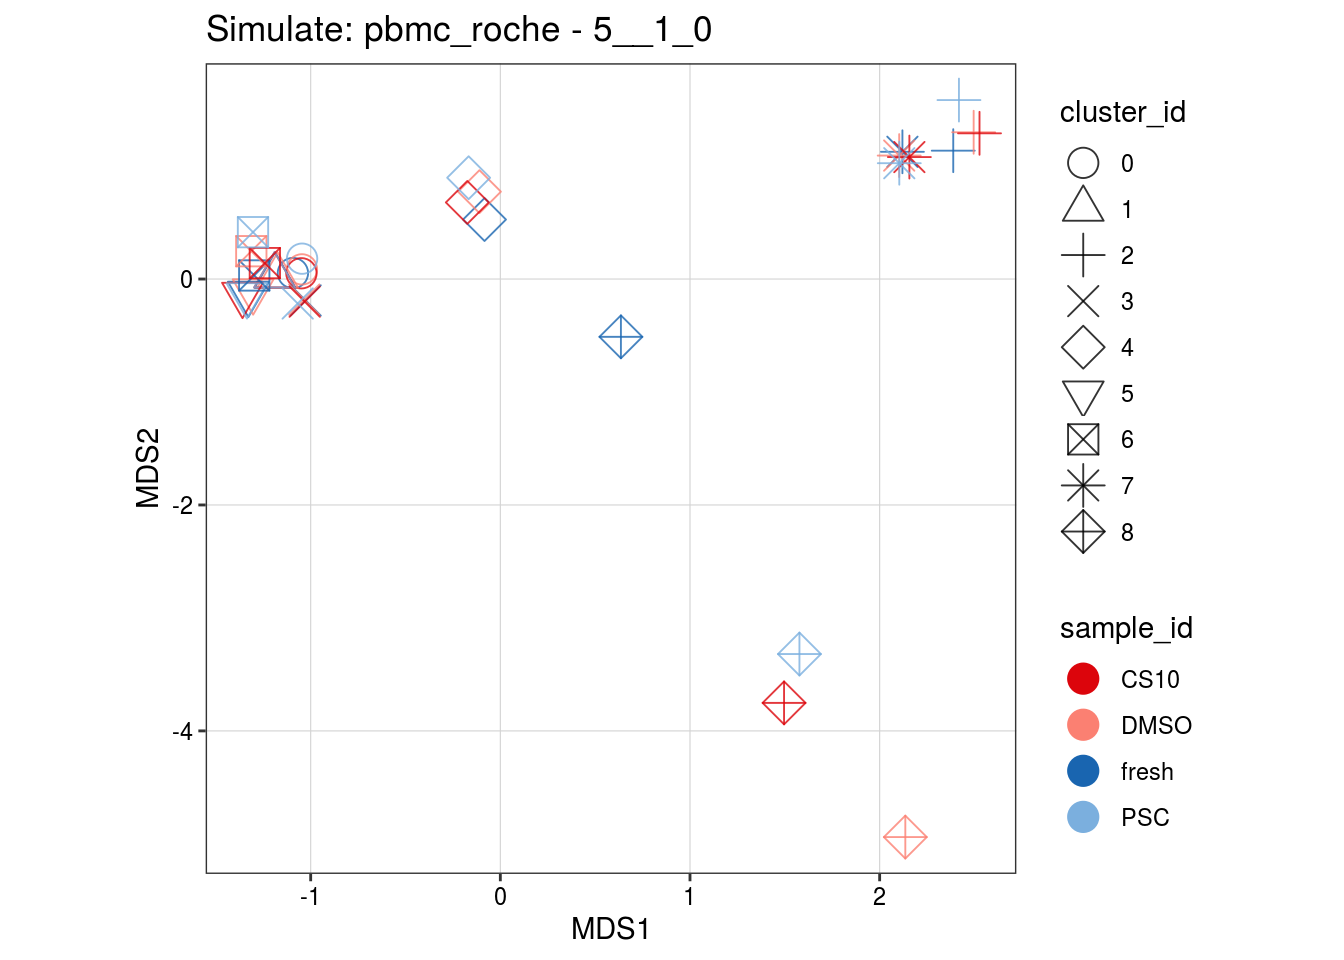 Simulate: pbmc_roche - 5__1_0
cluster_id
0
1
2
3
4
5
6
7
8
sample_id
CS10
DMSO
fresh
PSC
MDS2
0
-2
-4
-1
0
1
2
MDS1